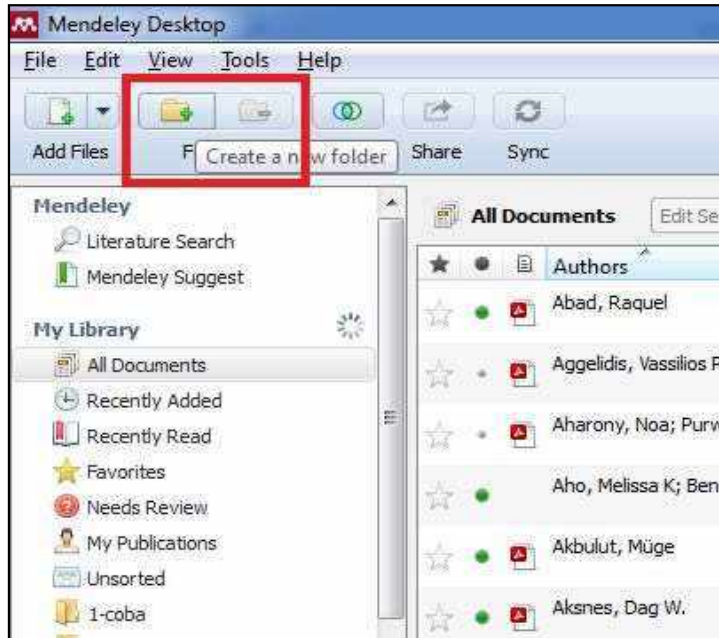 Mendeley Desktop
File Edit View Tools Help
Add Files Share Sync
Create a new folder
Mendeley
Literature Search
Mendeley Suggest
My Library
All Documents
Recently Added
Recently Read
Favorites
Needs Review
My Publications
Unsorted
1-coba
All Documents Edit Se
Authors
Abad, Raquel
Aggelidis, Vassilios P
Aharony, Noa; Purw
Aho, Melissa K; Ben
Akbulut, Müge
Aksnes, Dag W.